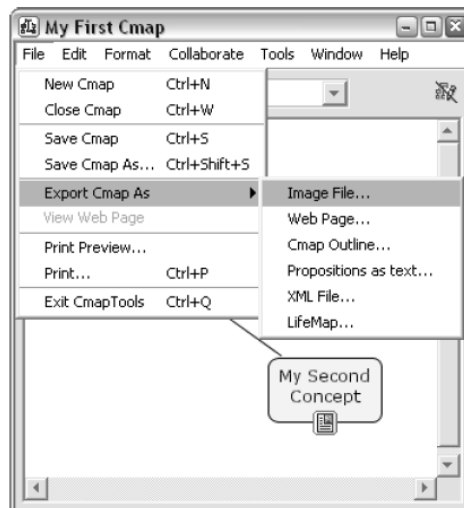 My First Cmap
File Edit Format Collaborate Tools Window Help
New Cmap Ctrl+N
Close Cmap Ctrl+W
Save Cmap Ctrl+S
Save Cmap As... Ctrl+Shift+S
Export Cmap As
View Web Page
Print Preview...
Print... Ctrl+P
Exit CmapTools Ctrl+Q
Image File...
Web Page...
Cmap Outline...
Propositions as text...
XML File...
LifeMap...
My Second
Concept